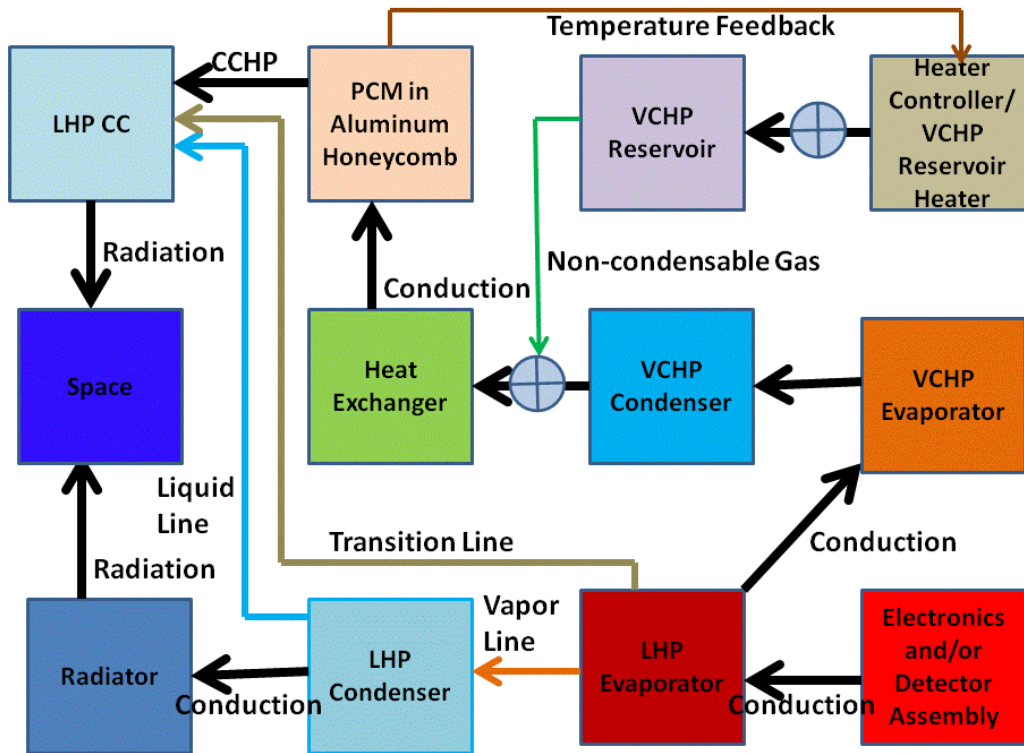 Temperature Feedback
CCHP
LHP CC
PCM in
Aluminum
Honeycomb
VCHP
Reservoir
Heater
Controller/
VCHP
Reservoir
Heater
Radiation
Conduction
Non-condensable Gas
Space
Heat
Exchanger
VCHP
Condenser
VCHP
Evaporator
Liquid
Line
Transition Line
Conduction
Radiation
Vapor
Line
Radiator
Conduction
LHP
Condenser
LHP
Evaporator
Conduction
Electronics
and/or
Detector
Assembly